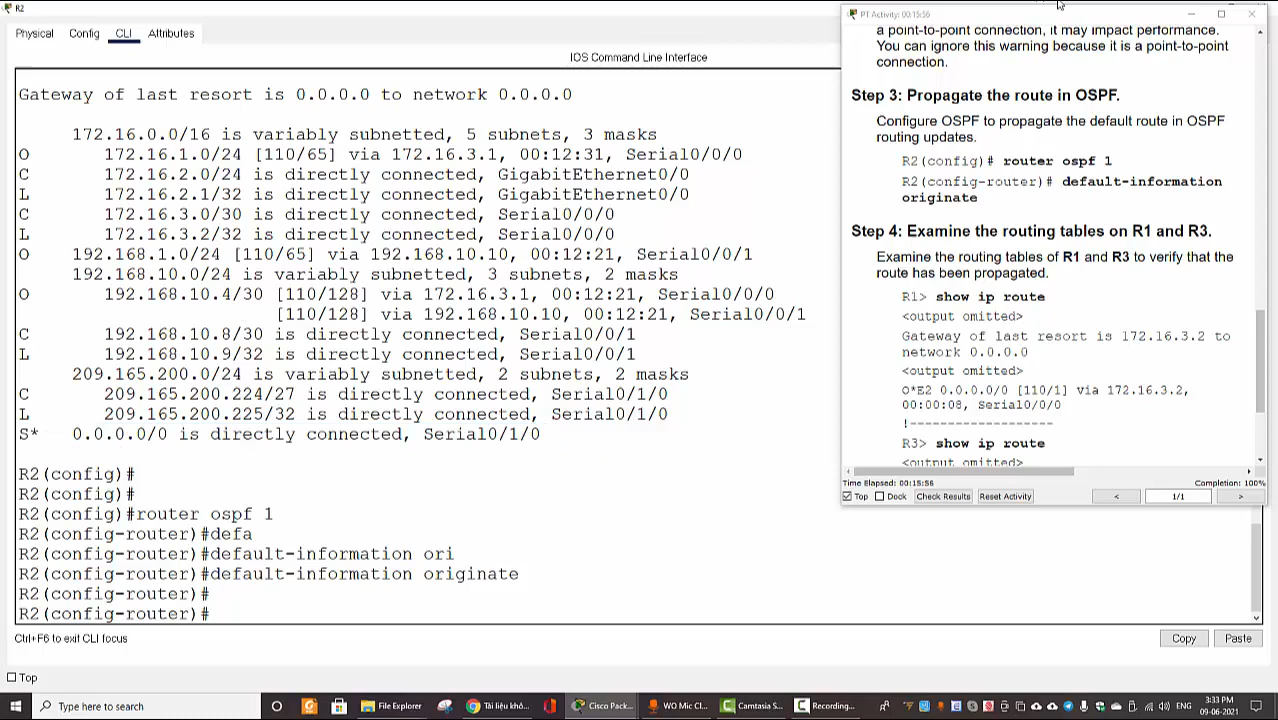 R2
Physical Config CLI Attributes
IOS Command Line Interface
Gateway of last resort is 0.0.0.0 to network 0.0.0.0
172.16.0.0/16 is variably subnetted, 5 subnets, 3 masks
O 172.16.1.0/24 [110/65] via 172.16.3.1, 00:12:31, Serial0/0/0
C 172.16.2.0/24 is directly connected, GigabitEthernet0/0
L 172.16.2.1/32 is directly connected, GigabitEthernet0/0
C 172.16.3.0/30 is directly connected, Serial0/0/0
L 172.16.3.2/32 is directly connected, Serial0/0/0
O 192.168.1.0/24 [110/65] via 192.168.10.10, 00:12:21, Serial0/0/1
192.168.10.0/24 is variably subnetted, 3 subnets, 2 masks
O 192.168.10.4/30 [110/128] via 172.16.3.1, 00:12:21, Serial0/0/0
[110/128] via 192.168.10.10, 00:12:21, Serial0/0/1
C 192.168.10.8/30 is directly connected, Serial0/0/1
L 192.168.10.9/32 is directly connected, Serial0/0/1
209.165.200.0/24 is variably subnetted, 2 subnets, 2 masks
C 209.165.200.224/27 is directly connected, Serial0/1/0
L 209.165.200.225/32 is directly connected, Serial0/1/0
S* 0.0.0.0/0 is directly connected, Serial0/1/0
R2(config)#
R2(config)#
R2(config)#router ospf 1
R2(config-router)#defa
R2(config-router)#default-information ori
R2(config-router)#default-information originate
R2(config-router)#
R2(config-router)#
Ctrl+F6 to exit CLI focus
Copy Paste
Top
PT Activity: 00:15:56
a point-to-point connection, it may impact performance.
You can ignore this warning because it is a point-to-point
connection.
Step 3: Propagate the route in OSPF.
Configure OSPF to propagate the default route in OSPF
routing updates.
R2(config)# router ospf 1
R2(config-router)# default-information
originate
Step 4: Examine the routing tables on R1 and R3.
Examine the routing tables of R1 and R3 to verify that the
route has been propagated.
R1> show ip route
<output omitted>
Gateway of last resort is 172.16.3.2 to
network 0.0.0.0
<output omitted>
O*E2 0.0.0.0/0 [110/1] via 172.16.3.2,
00:00:08, Serial0/0/0
!-------------------
R3> show ip route
<output omitted>
Time Elapsed: 00:15:56 Completion: 100%
Top Dock Check Results Reset Activity < 1/1 >
Type here to search
File Explorer
Tài liệu khô...
Cisco Pack...
WO Mic Cl...
Camtasia S...
Recording...
ENG
3:33 PM
09-06-2021